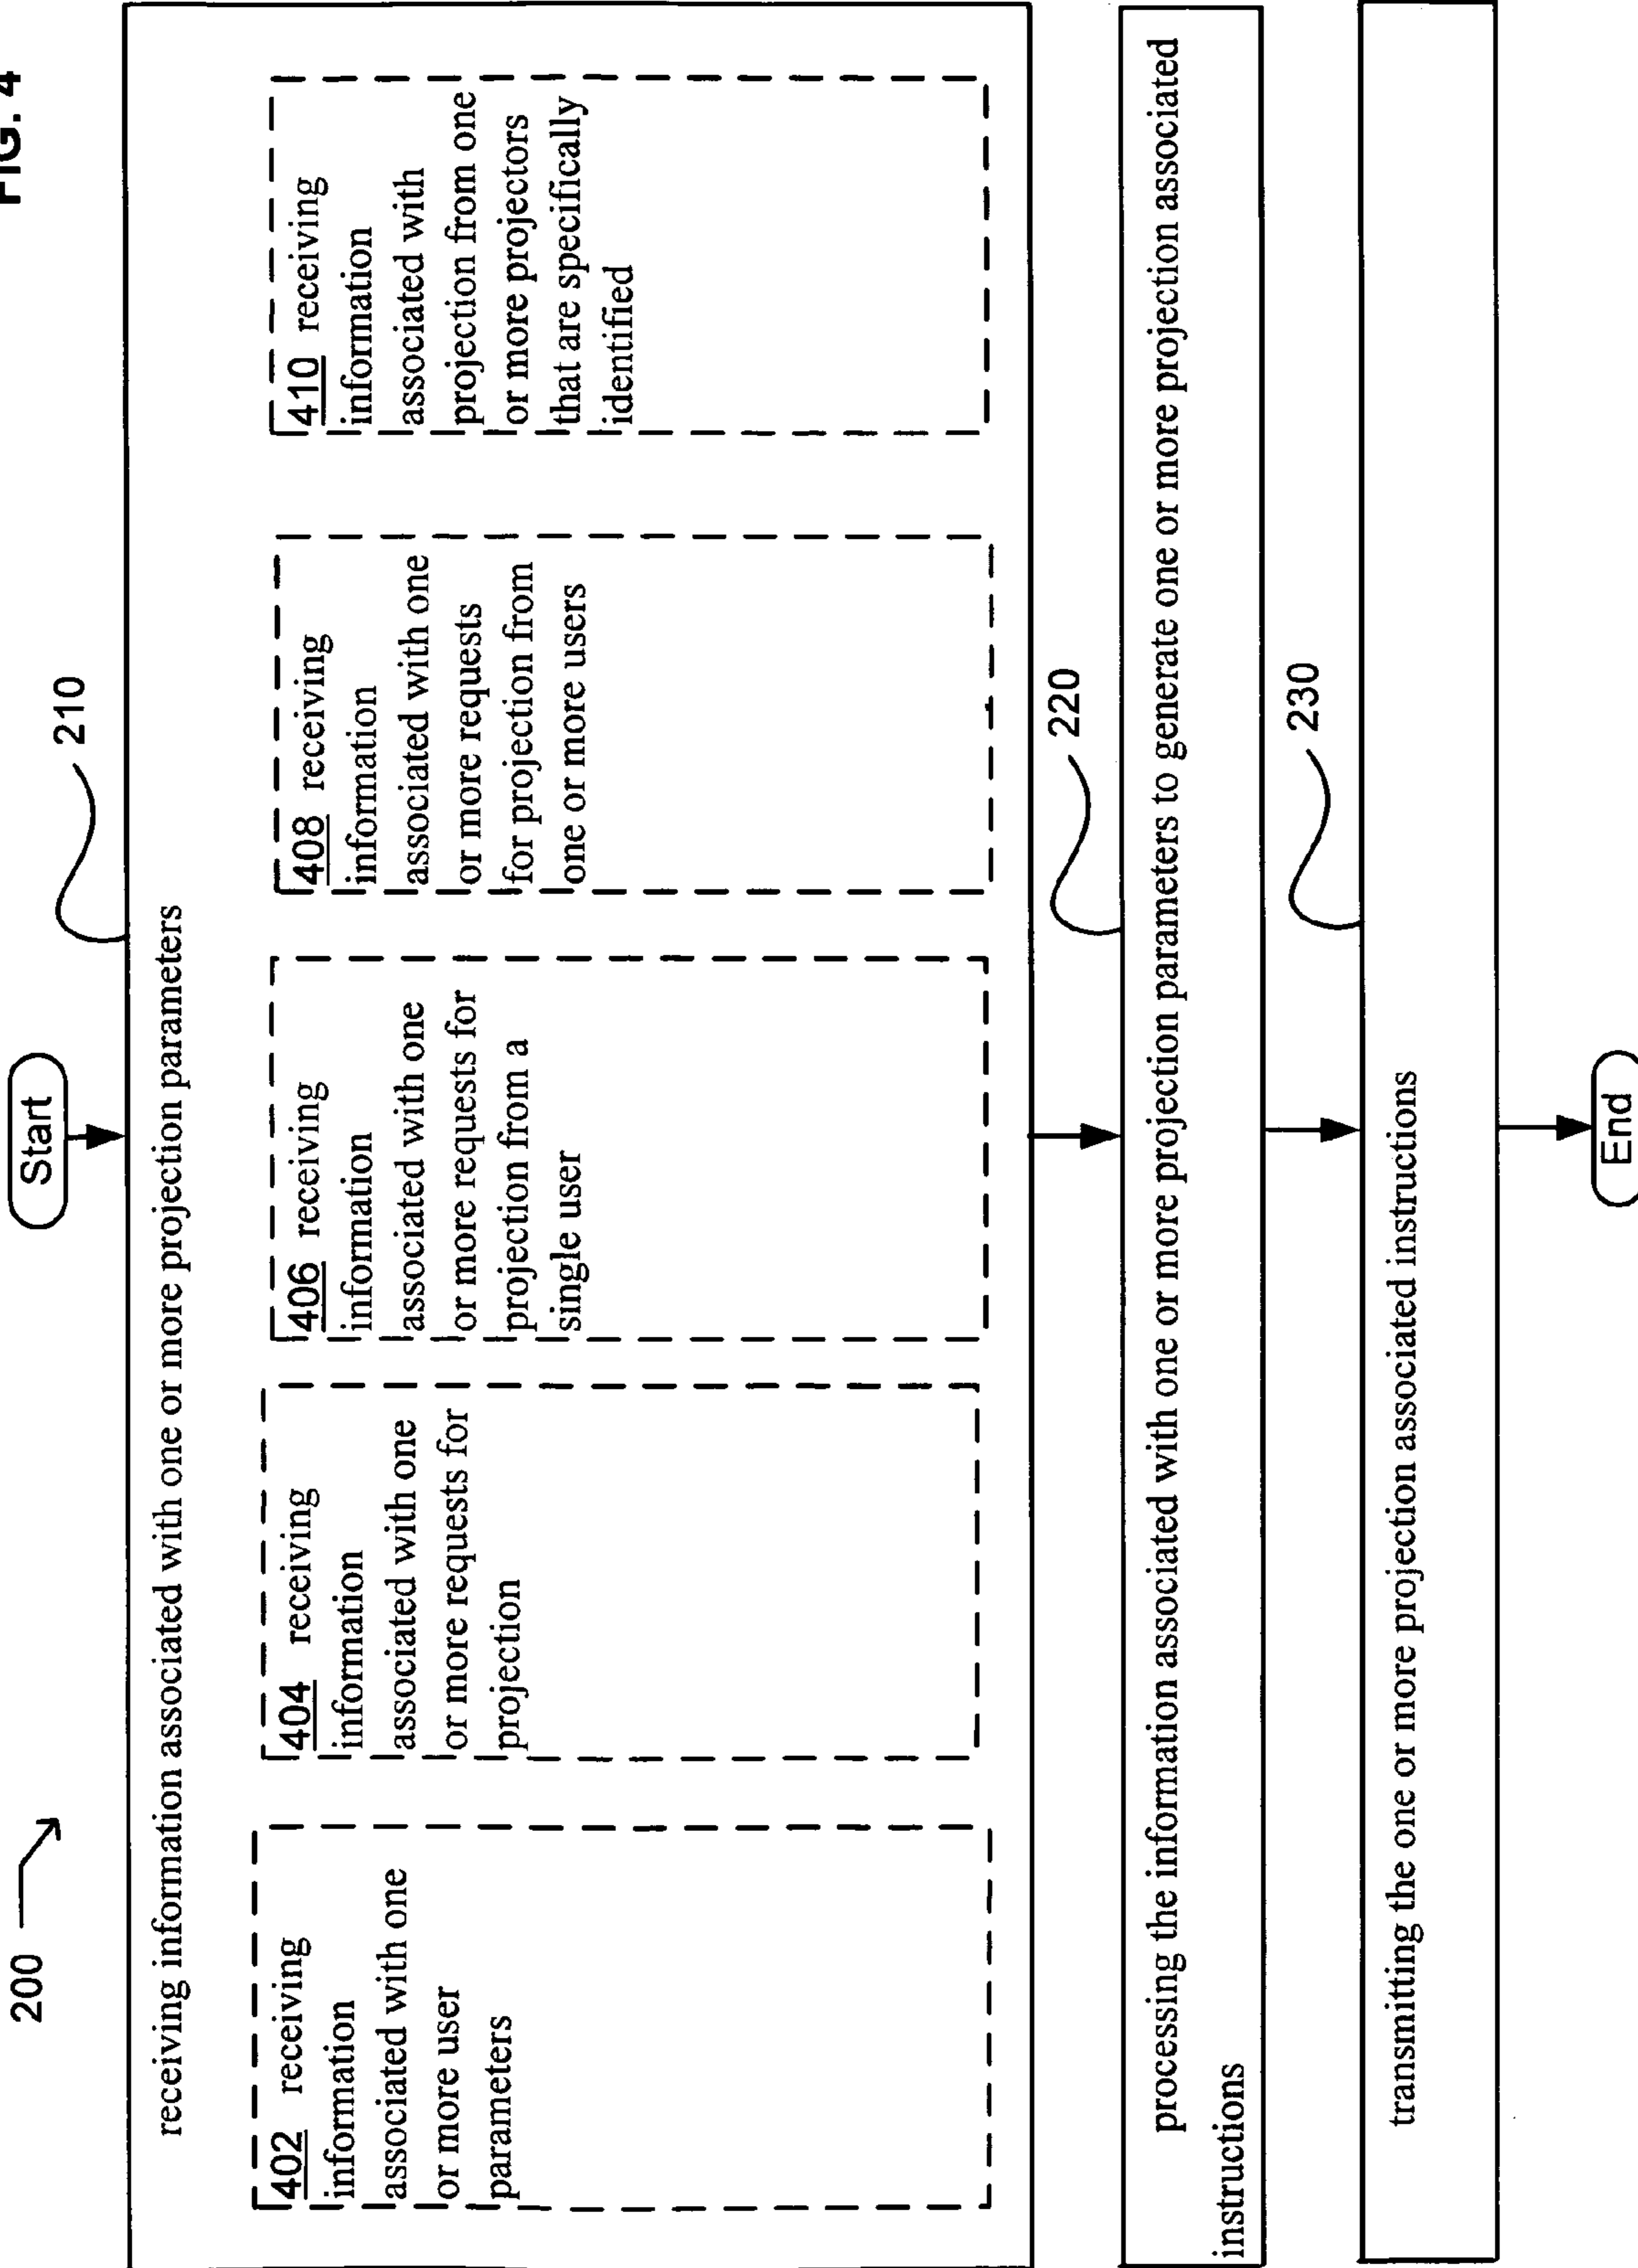 FIG. 4
200
Start
210
receiving information associated with one or more projection parameters
402 receiving
information
associated with one
or more user
parameters
404 receiving
information
associated with one
or more requests for
projection
406 receiving
information
associated with one
or more requests for
projection from a
single user
408 receiving
information
associated with one
or more requests
for projection from
one or more users
410 receiving
information
associated with
projection from one
or more projectors
that are specifically
identified
220
processing the information associated with one or more projection parameters to generate one or more projection associated
instructions
230
transmitting the one or more projection associated instructions
End